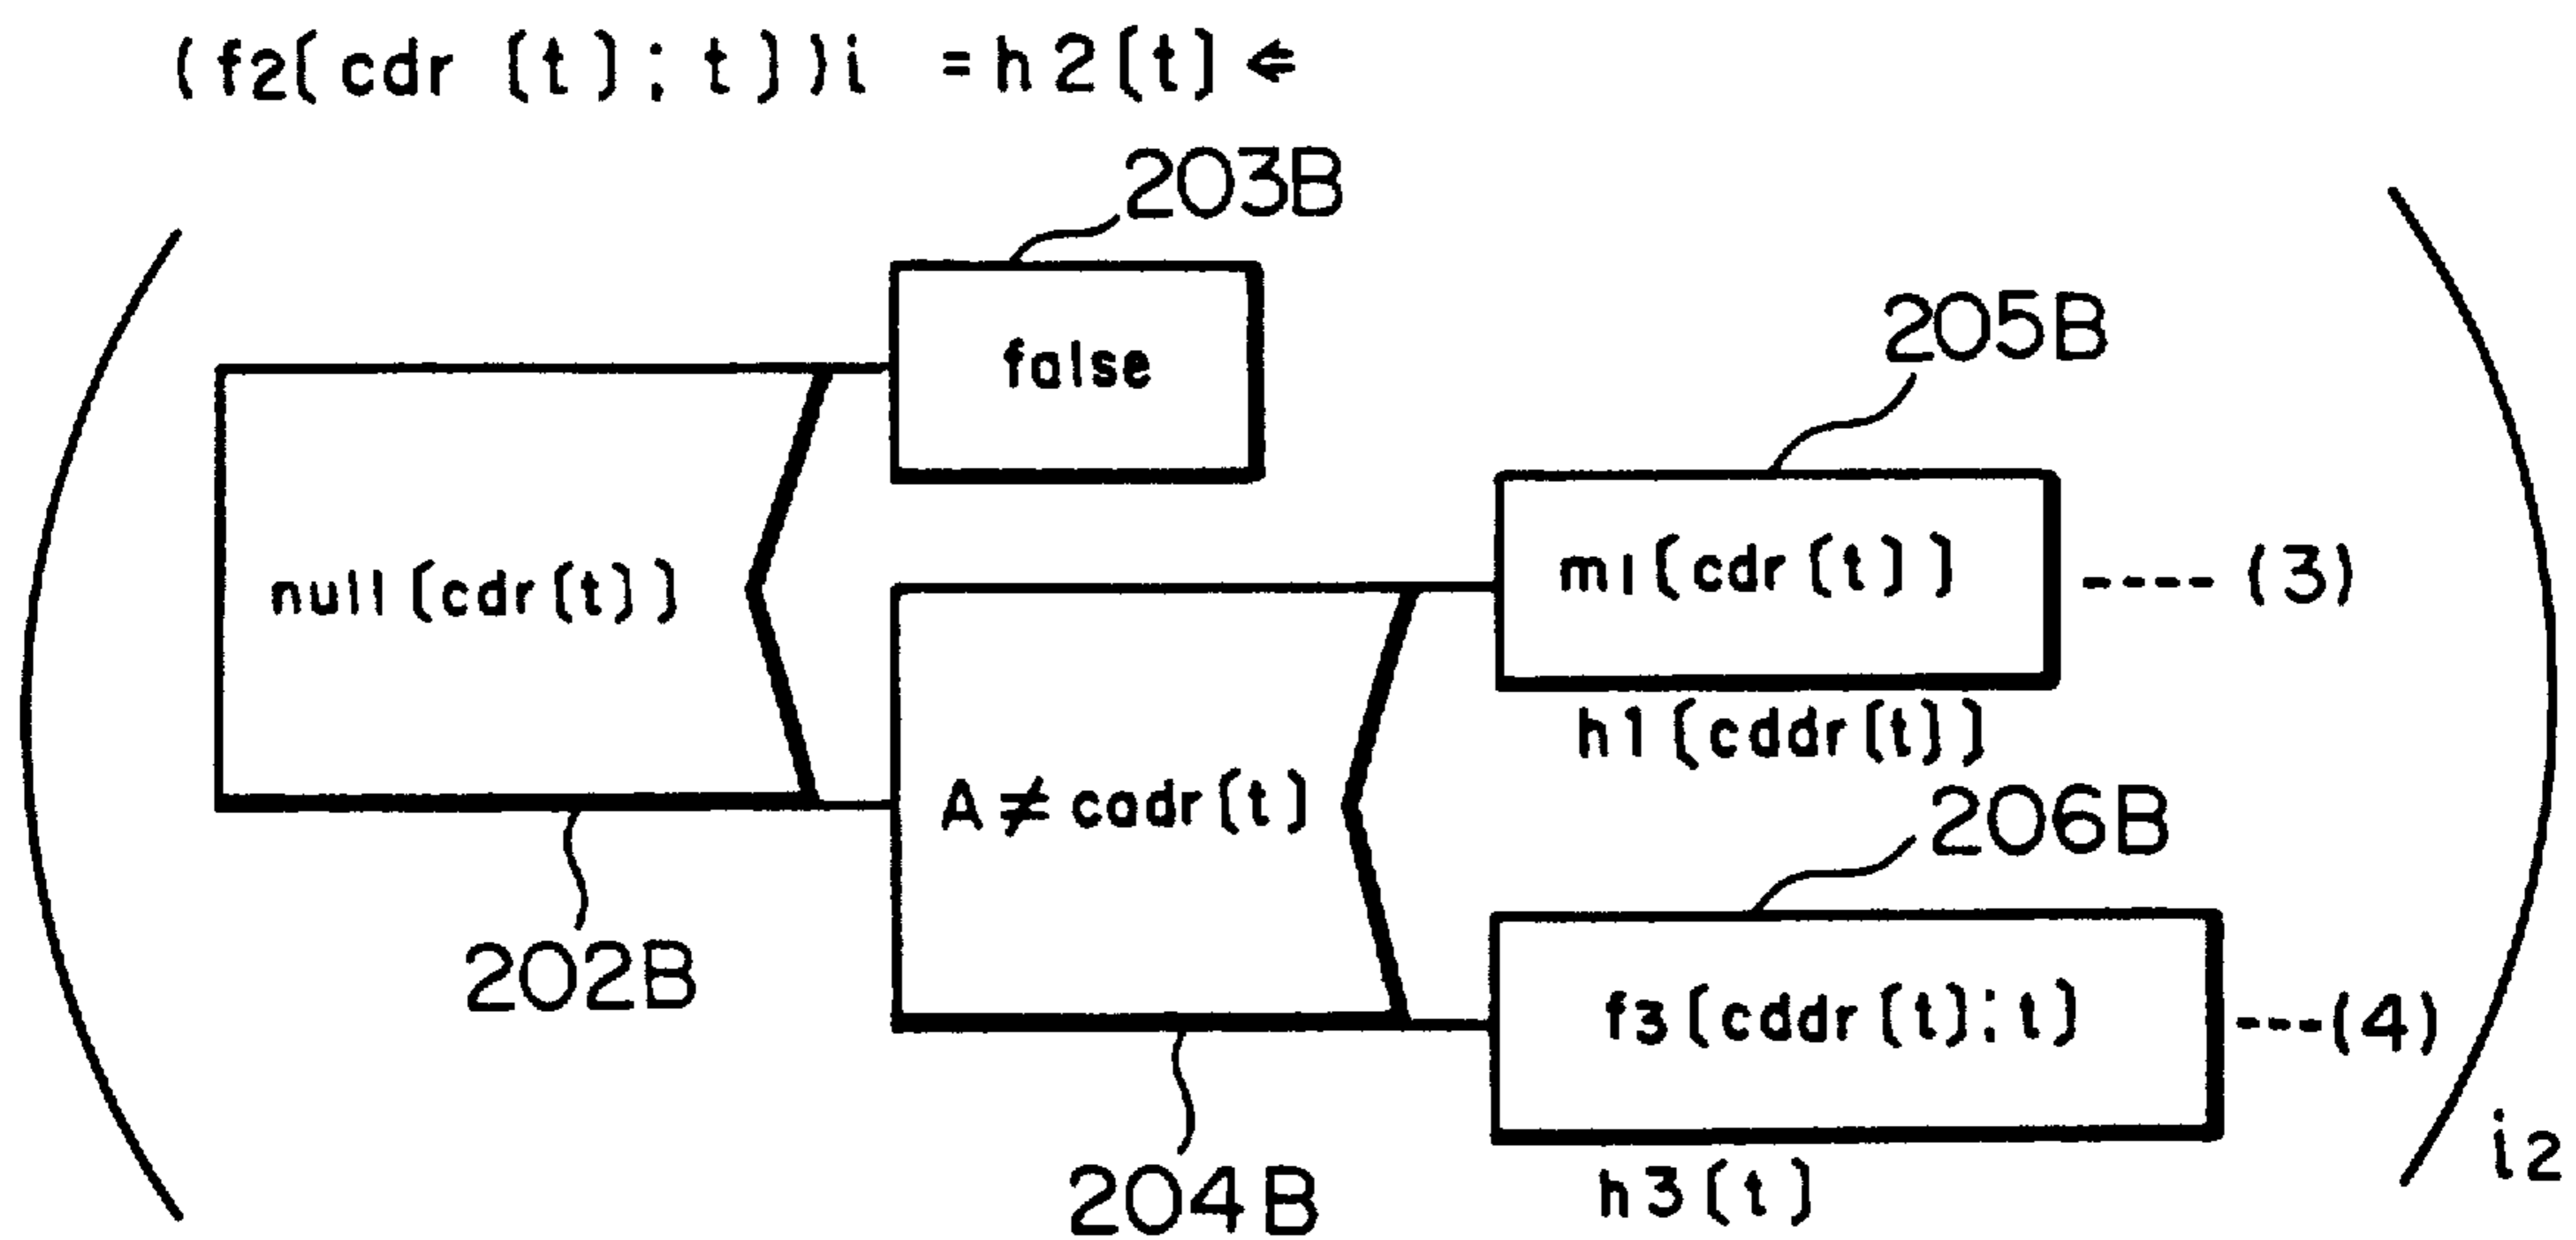 (f2(cdr (t); t))i = h2(t) ⇐
203B
false
205B
null(cdr(t))
m1(cdr(t)) ---- (3)
h1(cddr(t))
A ≠ cadr(t)
206B
202B
f3(cddr(t); t) ---(4)
204B
h3(t)
i2